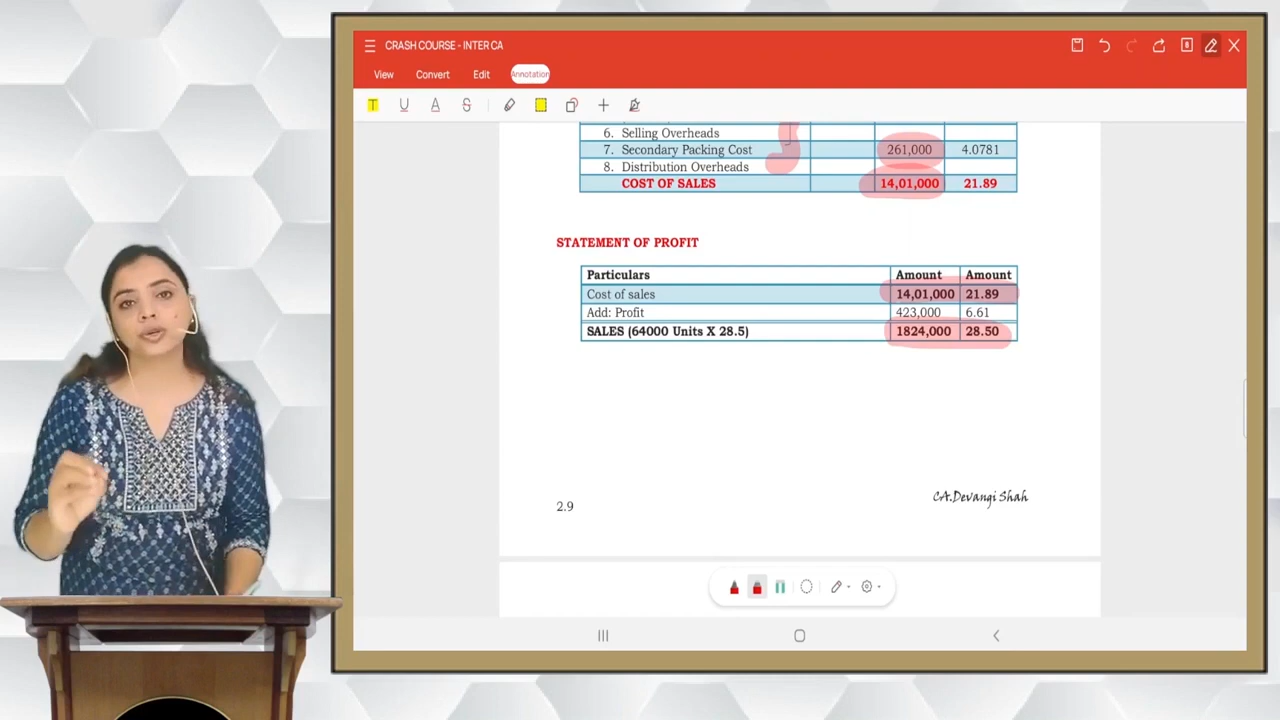 CRASH COURSE - INTER CA
View Convert Edit Annotation
T U A S
6. Selling Overheads
7. Secondary Packing Cost 261,000 4.0781
8. Distribution Overheads
COST OF SALES 14,01,000 21.89
STATEMENT OF PROFIT
Particulars Amount Amount
Cost of sales 14,01,000 21.89
Add: Profit 423,000 6.61
SALES (64000 Units X 28.5) 1824,000 28.50
2.9 CA.Devangi Shah